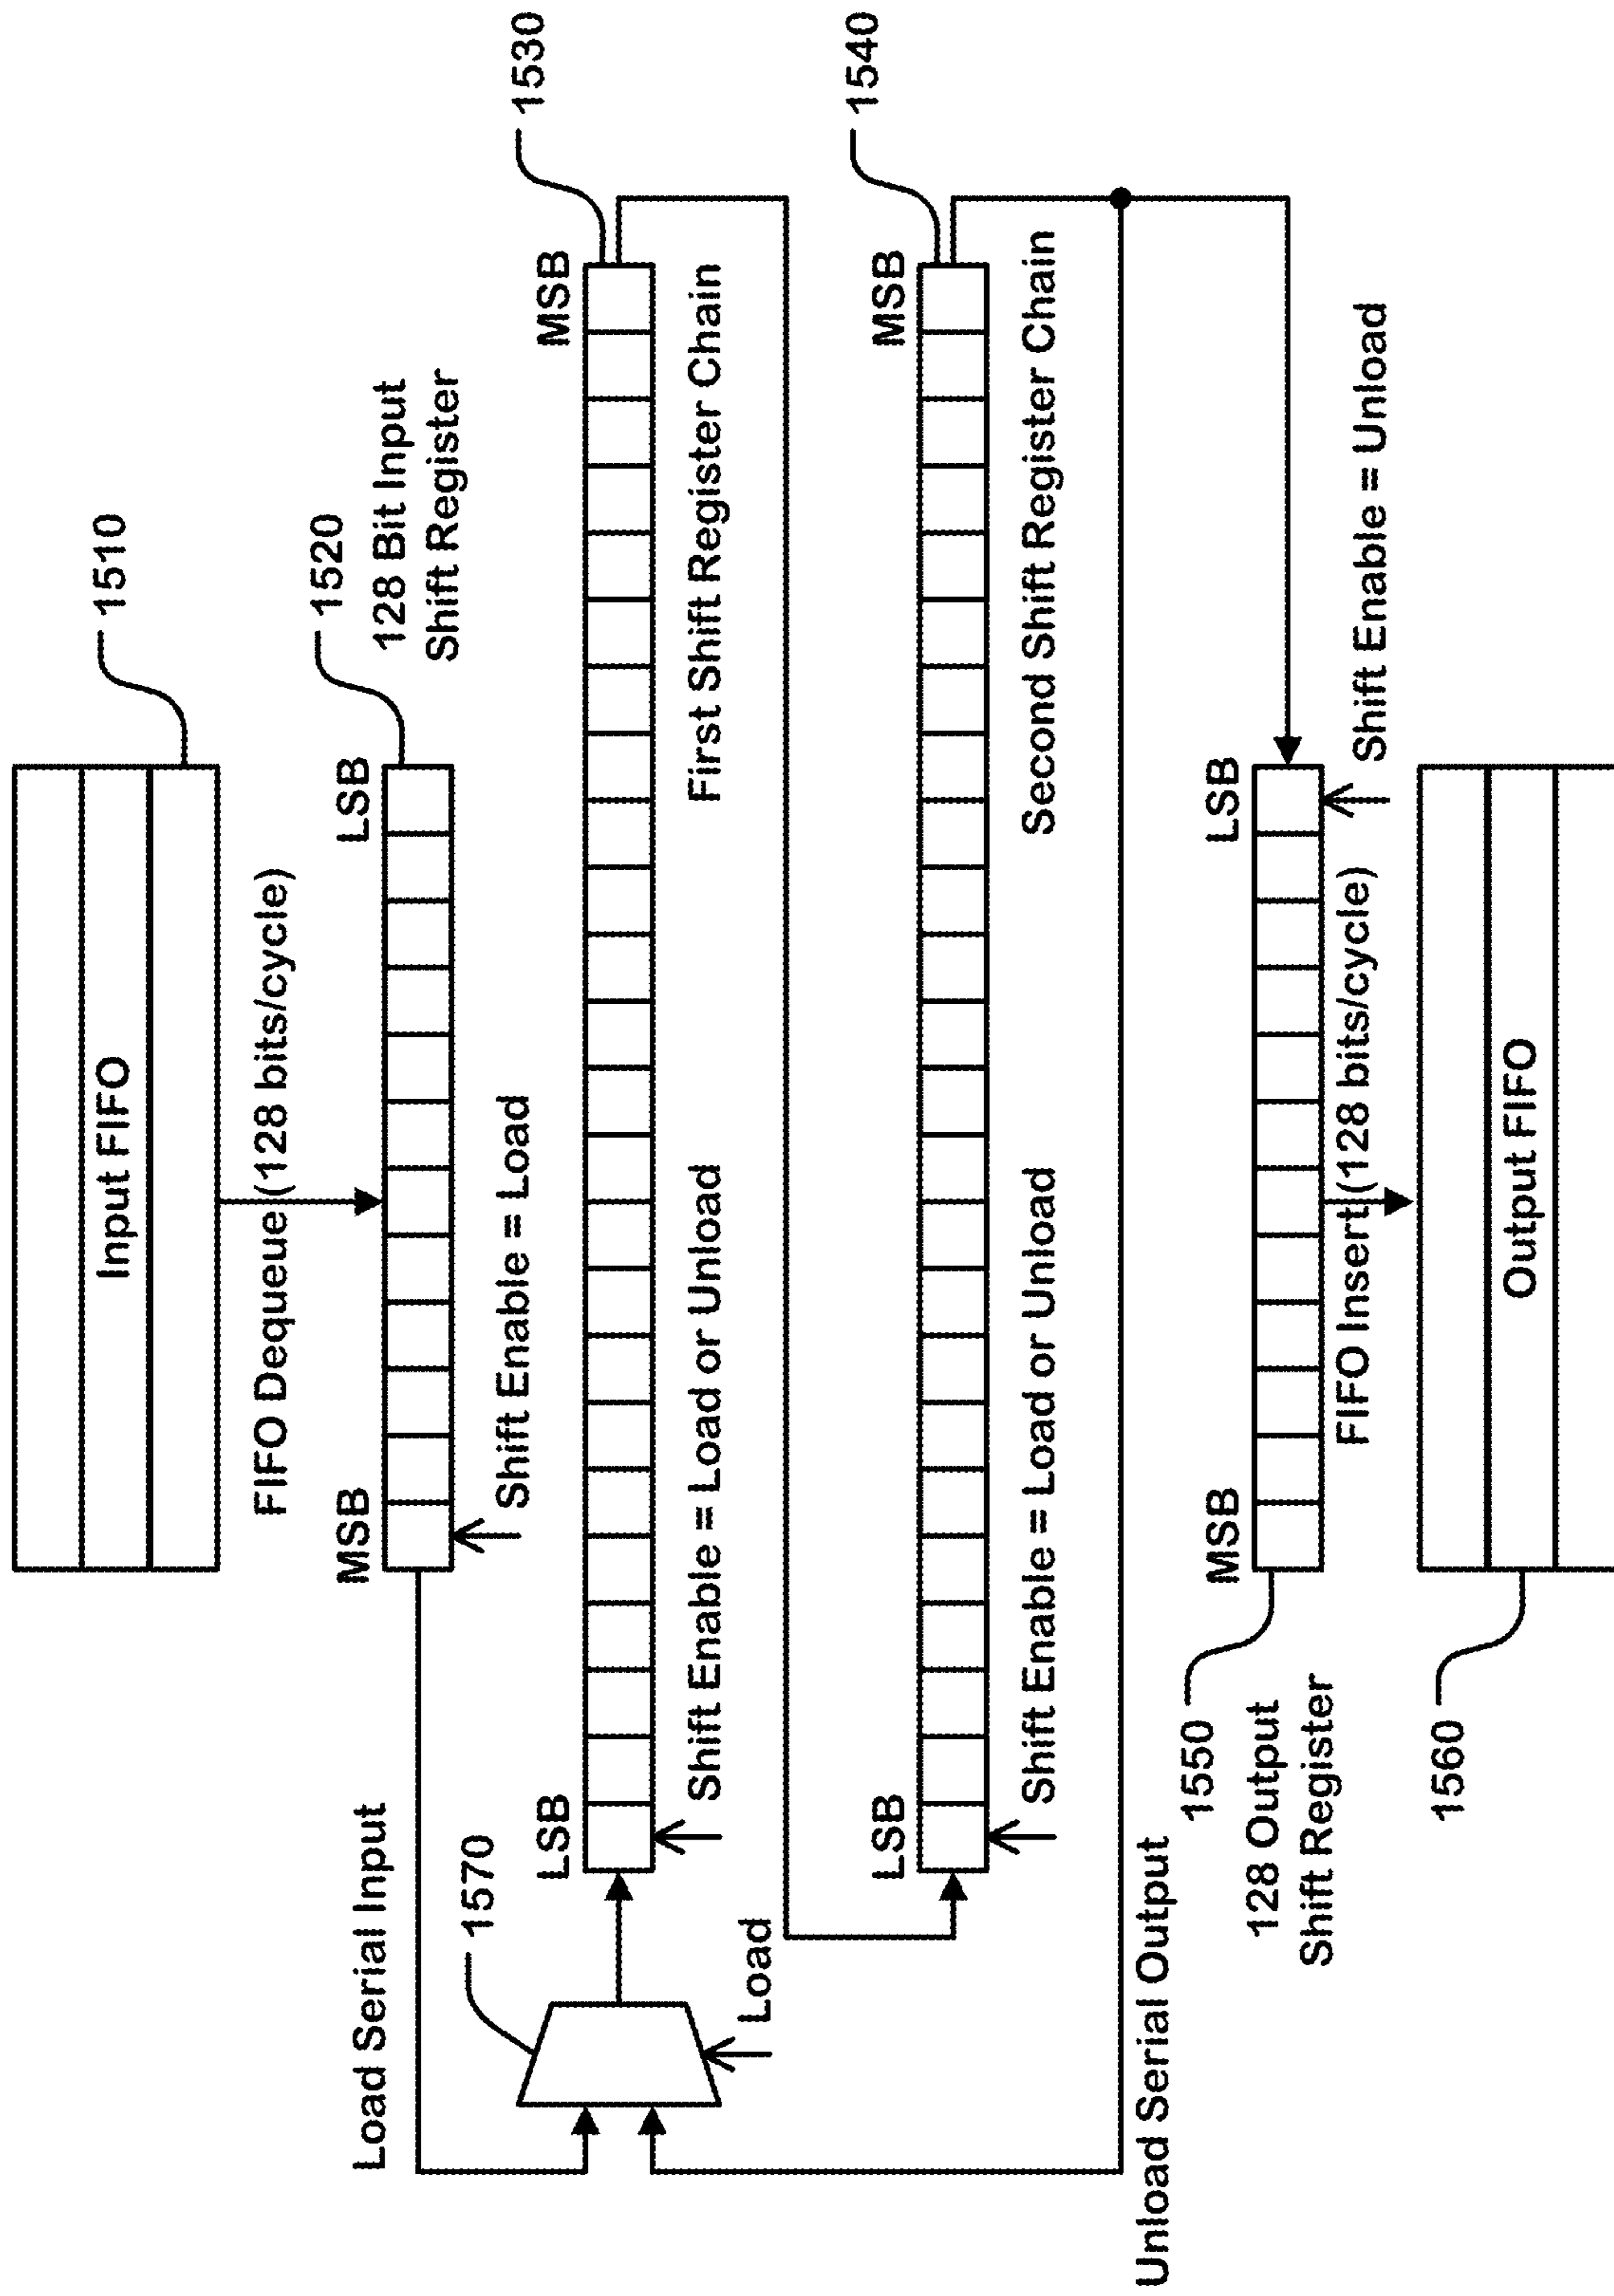 Input FIFO
1510
FIFO Dequeue (128 bits/cycle)
MSB
LSB
1520
128 Bit Input
Shift Register
Load Serial Input
Shift Enable = Load
1570
Load
LSB
MSB
1530
Shift Enable = Load or Unload
First Shift Register Chain
LSB
MSB
1540
Shift Enable = Load or Unload
Second Shift Register Chain
Unload Serial Output
1550
128 Output
Shift Register
MSB
LSB
FIFO Insert (128 bits/cycle)
Shift Enable = Unload
1560
Output FIFO